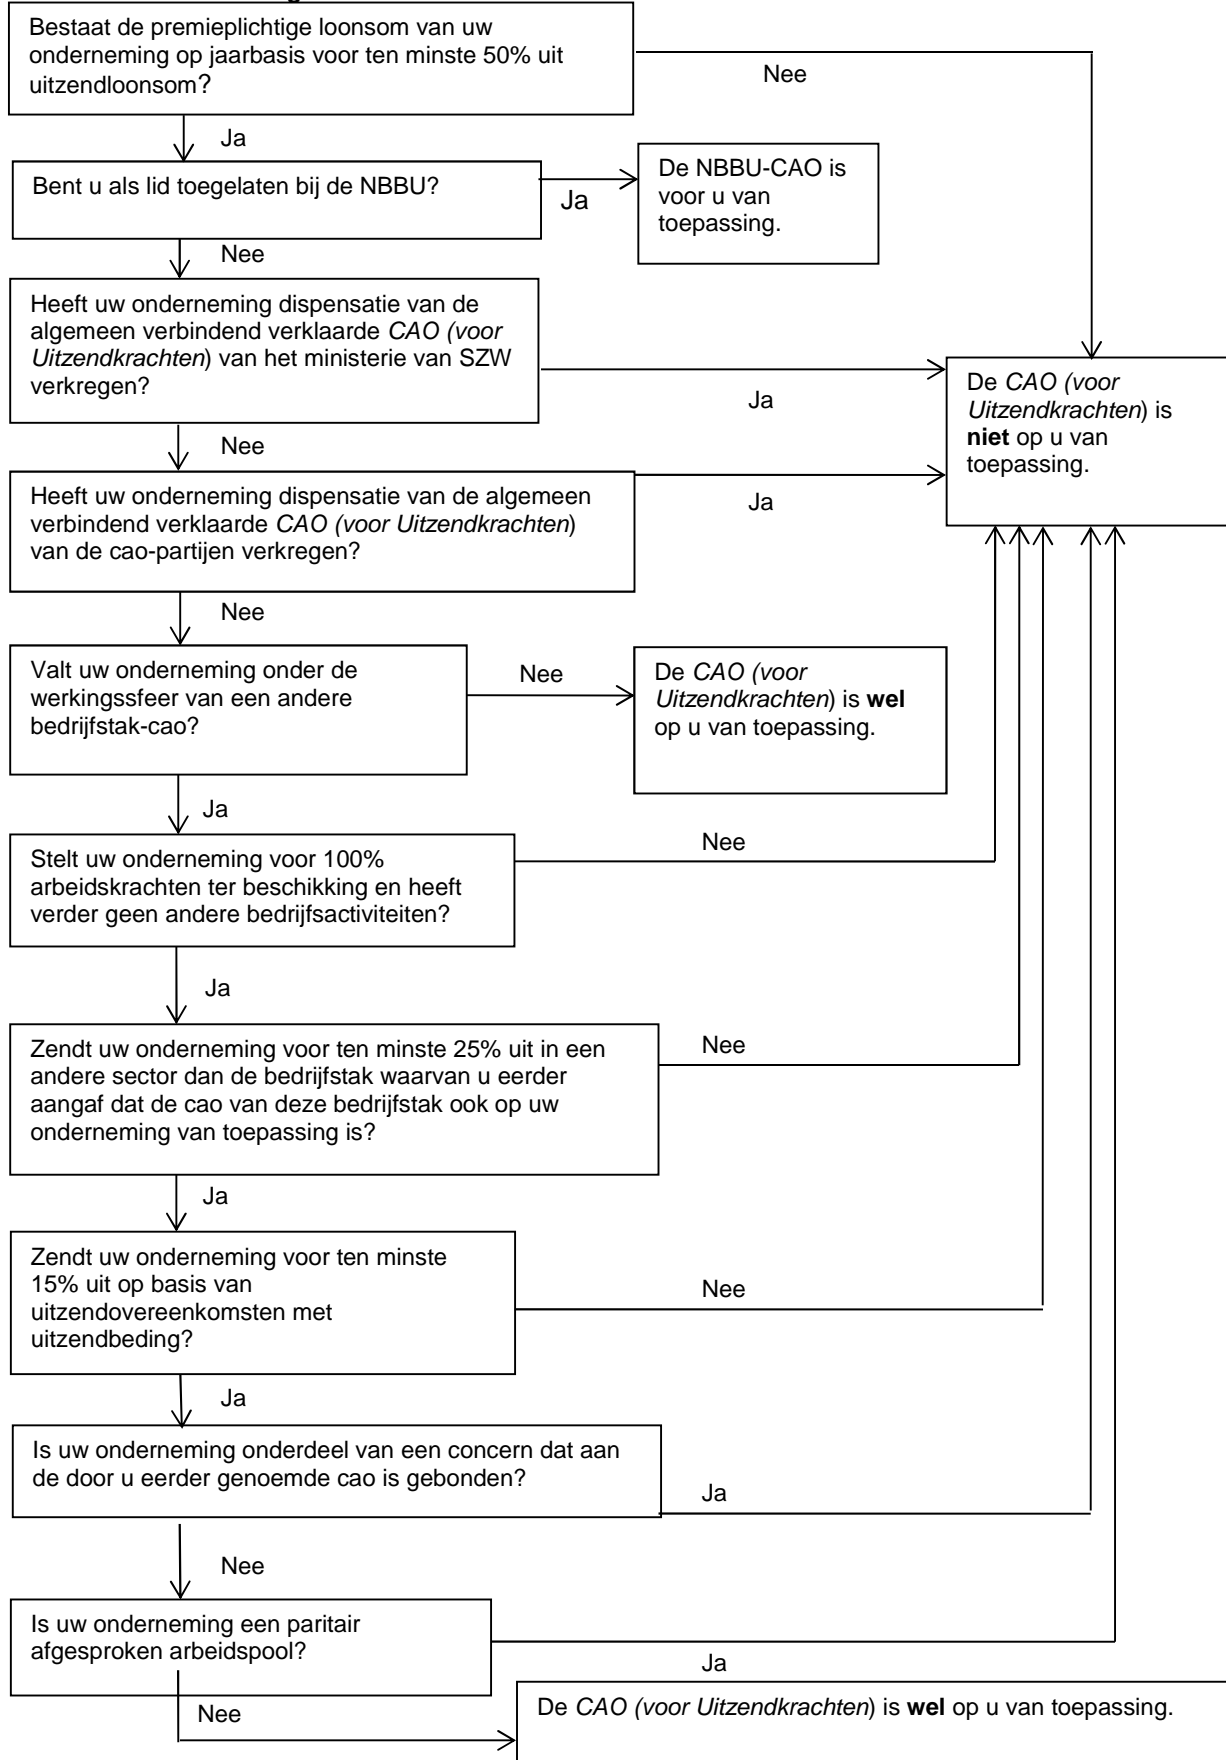 Bestaat de premieplichtige loonsom van uw
onderneming op jaarbasis voor ten minste 50% uit
uitzendloonsom?
Nee
Ja
Bent u als lid toegelaten bij de NBBU?
Ja
De NBBU-CAO is
voor u van
toepassing.
Nee
Heeft uw onderneming dispensatie van de
algemeen verbindend verklaarde CAO (voor
Uitzendkrachten) van het ministerie van SZW
verkregen?
Ja
De CAO (voor
Uitzendkrachten) is
niet op u van
toepassing.
Nee
Heeft uw onderneming dispensatie van de algemeen
verbindend verklaarde CAO (voor Uitzendkrachten)
van de cao-partijen verkregen?
Ja
Nee
Valt uw onderneming onder de
werkingssfeer van een andere
bedrijfstak-cao?
Nee
De CAO (voor
Uitzendkrachten) is wel
op u van toepassing.
Ja
Stelt uw onderneming voor 100%
arbeidskrachten ter beschikking en heeft
verder geen andere bedrijfsactiviteiten?
Nee
Ja
Zendt uw onderneming voor ten minste 25% uit in een
andere sector dan de bedrijfstak waarvan u eerder
aangaf dat de cao van deze bedrijfstak ook op uw
onderneming van toepassing is?
Nee
Ja
Zendt uw onderneming voor ten minste
15% uit op basis van
uitzendovereenkomsten met
uitzendbeding?
Nee
Ja
Is uw onderneming onderdeel van een concern dat aan
de door u eerder genoemde cao is gebonden?
Ja
Nee
Is uw onderneming een paritair
afgesproken arbeidspool?
Ja
Nee
De CAO (voor Uitzendkrachten) is wel op u van toepassing.